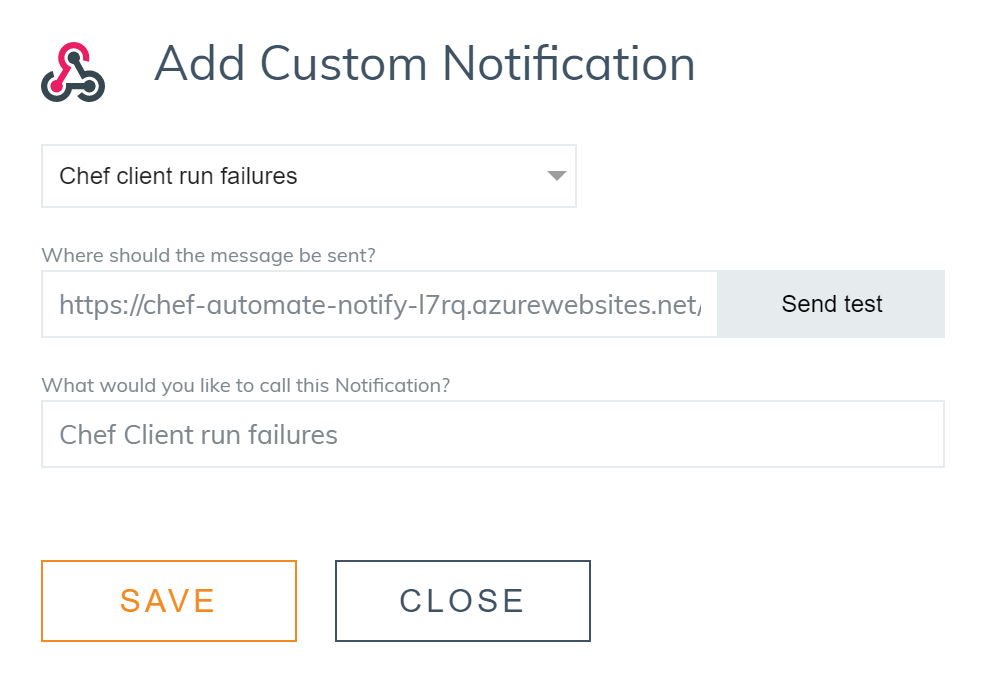 Add Custom Notification
Chef client run failures
Where should the message be sent?
https://chef-automate-notify-l7rq.azurewebsites.net/
Send test
What would you like to call this Notification?
Chef Client run failures
SAVE
CLOSE